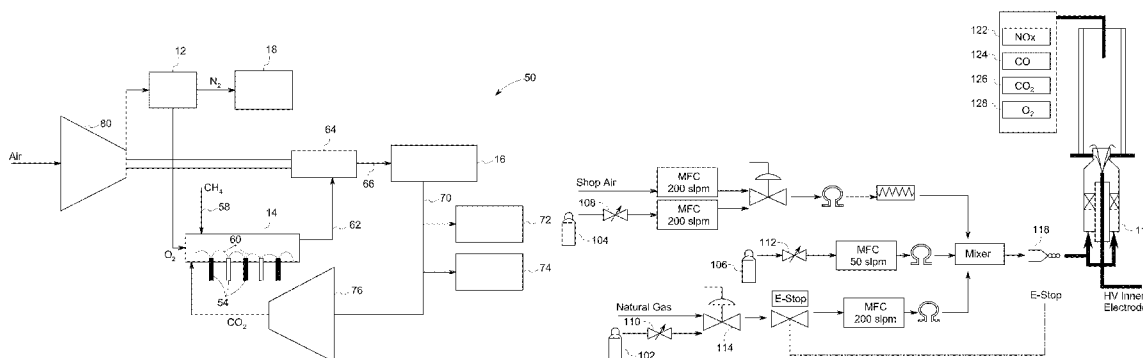 12
N2
18
50
80
Air
64
66
16
CH4
58
14
62
70
72
O2
60
74
54
76
CO2
122
NOx
124
CO
126
CO2
128
O2
Shop Air
MFC
200 slpm
108
MFC
200 slpm
104
112
118
106
MFC
50 slpm
Mixer
Natural Gas
110
E-Stop
MFC
200 slpm
E-Stop
HV Inner
Electrode
102
114